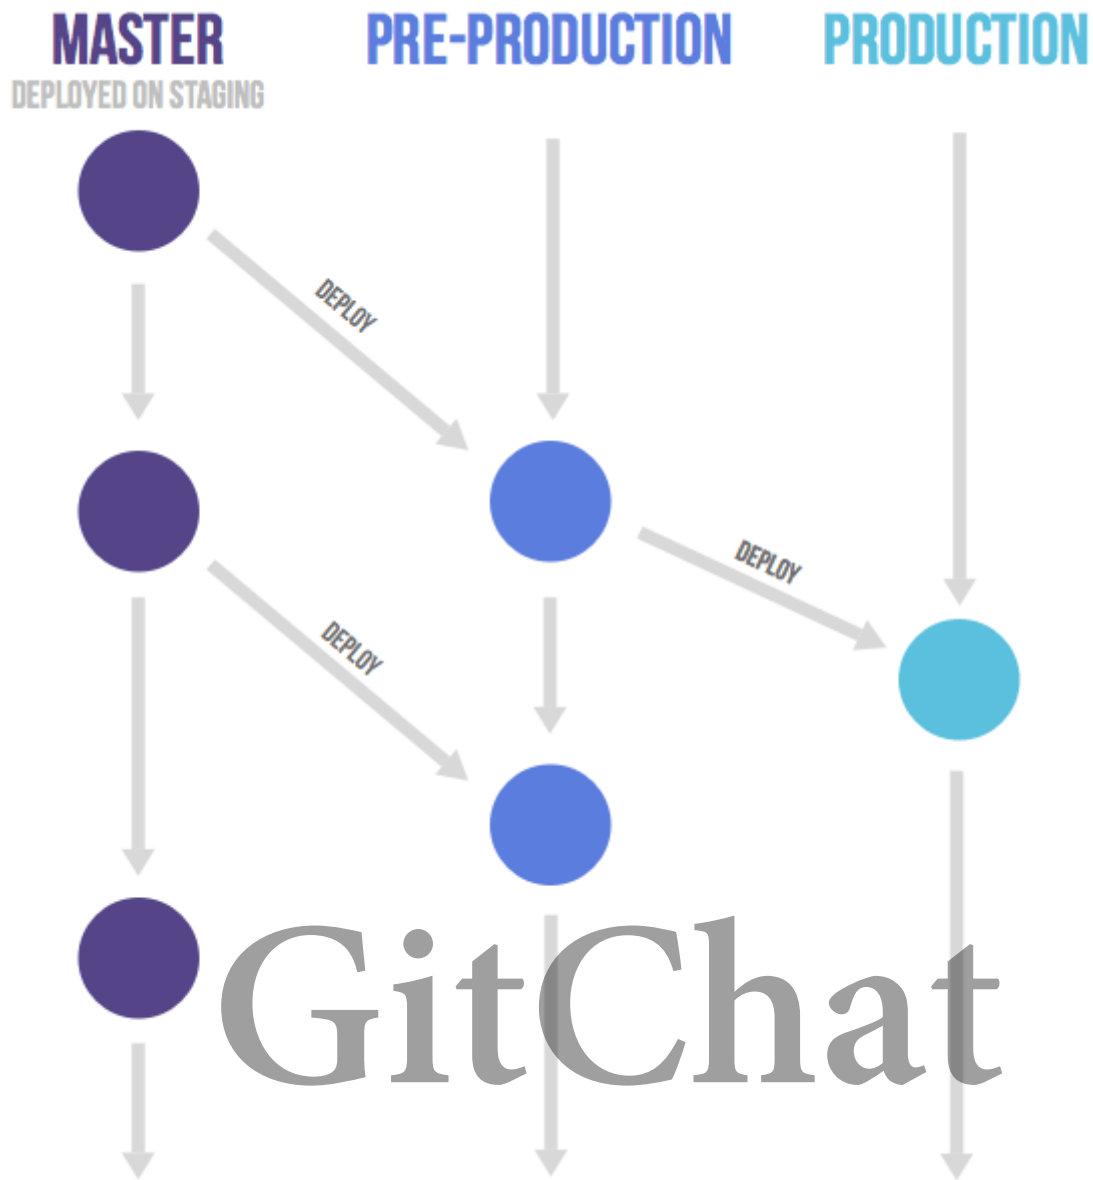 MASTER
DEPLOYED ON STAGING
PRE-PRODUCTION
PRODUCTION
DEPLOY
DEPLOY
DEPLOY
GitChat